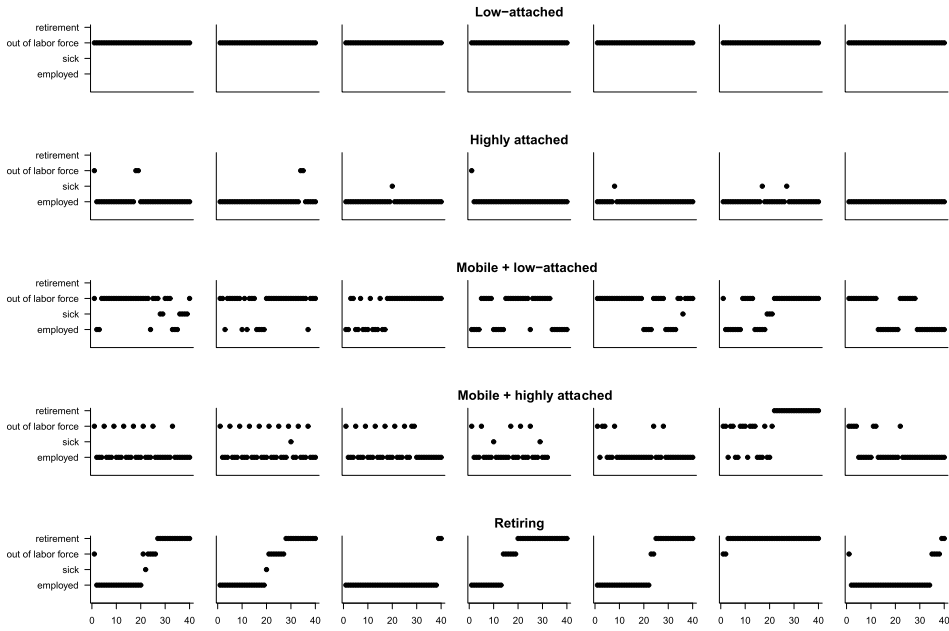 Low−attached
retirement
out of labor force
sick
employed
Highly attached
retirement
out of labor force
sick
employed
Mobile + low−attached
retirement
out of labor force
sick
employed
Mobile + highly attached
retirement
out of labor force
sick
employed
Retiring
retirement
out of labor force
sick
employed
0 10 20 30 40 0 10 20 30 40 0 10 20 30 40 0 10 20 30 40 0 10 20 30 40 0 10 20 30 40 0 10 20 30